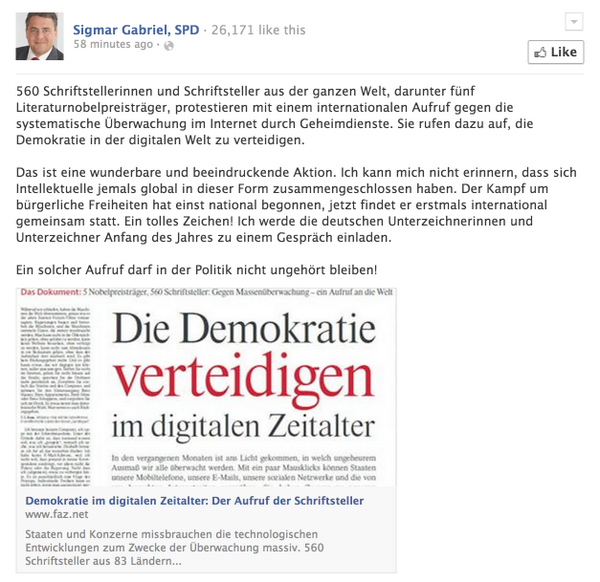 Sigmar Gabriel, SPD · 26,171 like this
58 minutes ago ·
Like
560 Schriftstellerinnen und Schriftsteller aus der ganzen Welt, darunter fünf
Literaturnobelpreisträger, protestieren mit einem internationalen Aufruf gegen die
systematische Überwachung im Internet durch Geheimdienste. Sie rufen dazu auf, die
Demokratie in der digitalen Welt zu verteidigen.
Das ist eine wunderbare und beeindruckende Aktion. Ich kann mich nicht erinnern, dass sich
Intellektuelle jemals global in dieser Form zusammengeschlossen haben. Der Kampf um
bürgerliche Freiheiten hat einst national begonnen, jetzt findet er erstmals international
gemeinsam statt. Ein tolles Zeichen! Ich werde die deutschen Unterzeichnerinnen und
Unterzeichner Anfang des Jahres zu einem Gespräch einladen.
Ein solcher Aufruf darf in der Politik nicht ungehört bleiben!
Das Dokument: 5 Nobelpreisträger, 560 Schriftsteller: Gegen Massenüberwachung – ein Aufruf an die Welt
Die Demokratie
verteidigen
im digitalen Zeitalter
In den vergangenen Monaten ist ans Licht gekommen, in welch ungeheurem
Ausmaß wir alle überwacht werden. Mit ein paar Mausklicks können Staaten
unsere Mobiltelefone, unsere E-Mails, unsere sozialen Netzwerke und die von
Demokratie im digitalen Zeitalter: Der Aufruf der Schriftsteller
www.faz.net
Staaten und Konzerne missbrauchen die technologischen
Entwicklungen zum Zwecke der Überwachung massiv. 560
Schriftsteller aus 83 Ländern...